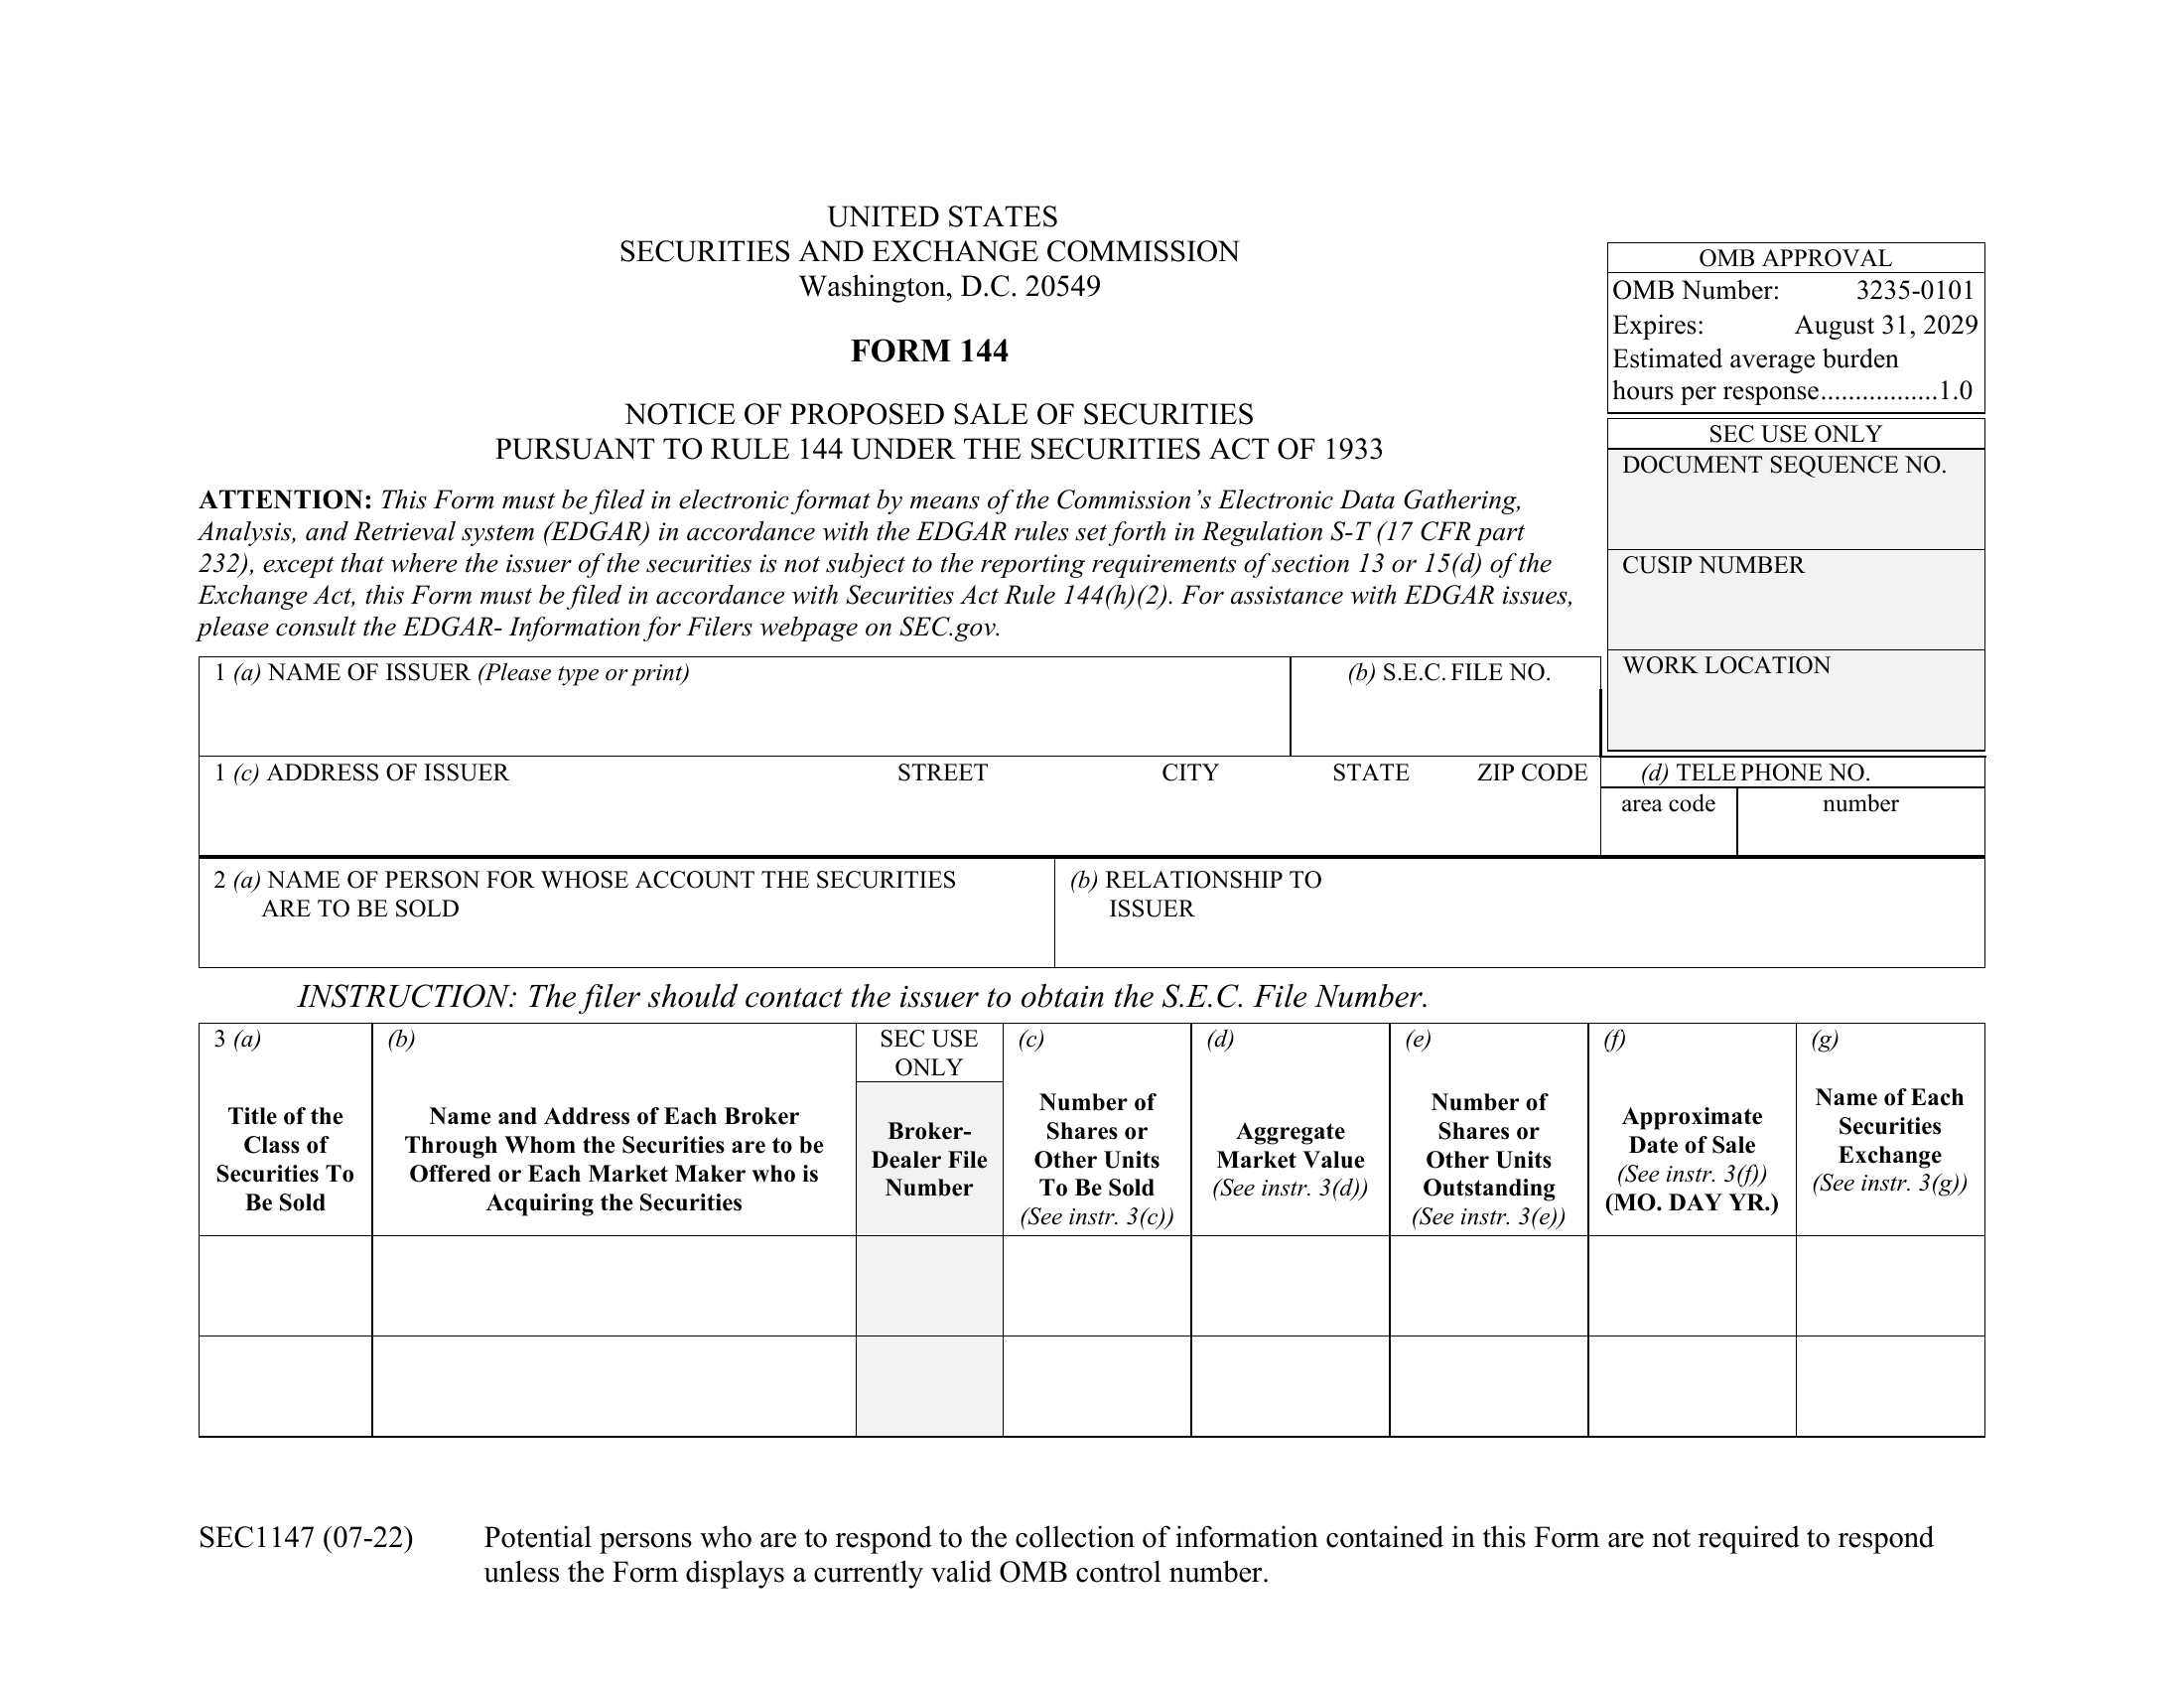 UNITED STATES
SECURITIES AND EXCHANGE COMMISSION
Washington, D.C. 20549
FORM 144
NOTICE OF PROPOSED SALE OF SECURITIES
PURSUANT TO RULE 144 UNDER THE SECURITIES ACT OF 1933
OMB APPROVAL
OMB Number: 3235-0101
Expires: August 31, 2029
Estimated average burden
hours per response.................1.0
SEC USE ONLY
DOCUMENT SEQUENCE NO.
CUSIP NUMBER
WORK LOCATION
ATTENTION: This Form must be filed in electronic format by means of the Commission’s Electronic Data Gathering,
Analysis, and Retrieval system (EDGAR) in accordance with the EDGAR rules set forth in Regulation S-T (17 CFR part
232), except that where the issuer of the securities is not subject to the reporting requirements of section 13 or 15(d) of the
Exchange Act, this Form must be filed in accordance with Securities Act Rule 144(h)(2). For assistance with EDGAR issues,
please consult the EDGAR- Information for Filers webpage on SEC.gov.
1 (a) NAME OF ISSUER (Please type or print)
(b) S.E.C. FILE NO.
1 (c) ADDRESS OF ISSUER STREET CITY STATE ZIP CODE
(d) TELEPHONE NO.
area code number
2 (a) NAME OF PERSON FOR WHOSE ACCOUNT THE SECURITIES
ARE TO BE SOLD
(b) RELATIONSHIP TO
ISSUER
INSTRUCTION: The filer should contact the issuer to obtain the S.E.C. File Number.
3 (a)
Title of the
Class of
Securities To
Be Sold
(b)
Name and Address of Each Broker
Through Whom the Securities are to be
Offered or Each Market Maker who is
Acquiring the Securities
SEC USE
ONLY
Broker-
Dealer File
Number
(c)
Number of
Shares or
Other Units
To Be Sold
(See instr. 3(c))
(d)
Aggregate
Market Value
(See instr. 3(d))
(e)
Number of
Shares or
Other Units
Outstanding
(See instr. 3(e))
(f)
Approximate
Date of Sale
(See instr. 3(f))
(MO. DAY YR.)
(g)
Name of Each
Securities
Exchange
(See instr. 3(g))
SEC1147 (07-22)
Potential persons who are to respond to the collection of information contained in this Form are not required to respond
unless the Form displays a currently valid OMB control number.